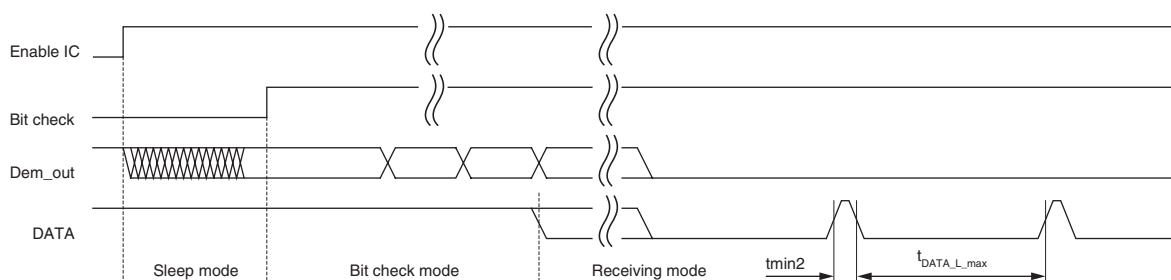 Enable IC
Bit check
Dem_out
DATA
Sleep mode
Bit check mode
Receiving mode
tmin2
tDATA_L_max